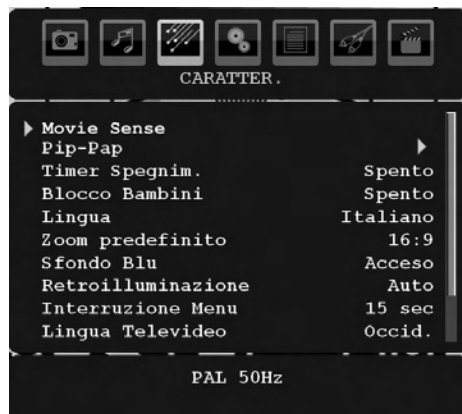 CARATTER.
Movie Sense
Pip-Pap
Timer Spegnim. Spento
Blocco Bambini Spento
Lingua Italiano
Zoom predefinito 16:9
Sfondo Blu Acceso
Retroilluminazione Auto
Interruzione Menu 15 sec
Lingua Televideo Occid.
PAL 50Hz